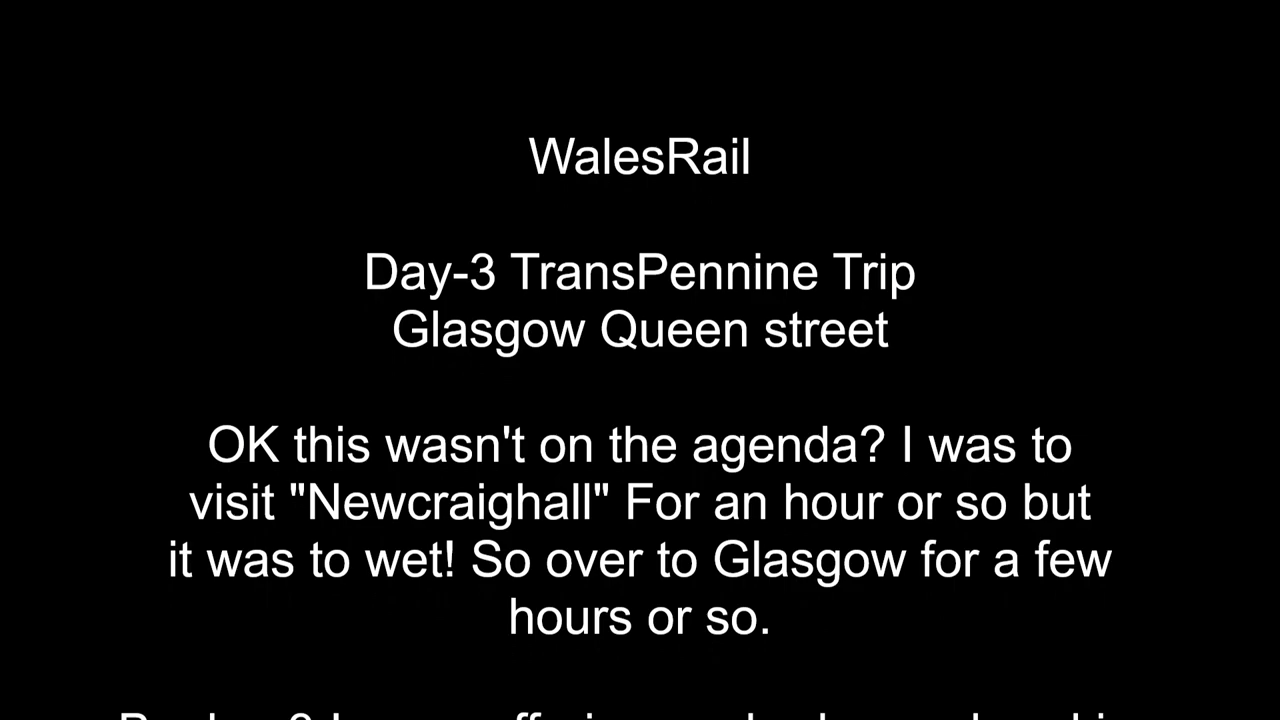 WalesRail
Day-3 TransPennine Trip
Glasgow Queen street
OK this wasn't on the agenda? I was to
visit "Newcraighall" For an hour or so but
it was to wet! So over to Glasgow for a few
hours or so.